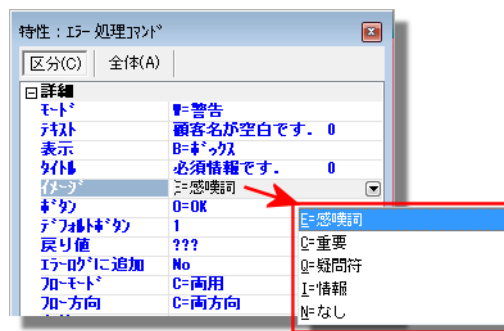 特性：ｴﾗｰ 処理ｺﾏﾝﾄﾞ
区分(C) 全体(A)
詳細
ﾓｰﾄﾞ W=警告
ﾃｷｽﾄ 顧客名が空白です. 0
表示 B=ﾎﾞｯｸｽ
ﾀｲﾄﾙ 必須情報です. 0
ｲﾒｰｼﾞ E=感嘆詞
ﾎﾞﾀﾝ O=OK
ﾃﾞﾌｫﾙﾄﾎﾞﾀﾝ 1
戻り値 ???
ｴﾗｰﾛｸﾞに追加 No
ﾌﾛｰﾓｰﾄﾞ C=両用
ﾌﾛｰ方向 C=両方向
E=感嘆詞
C=重要
Q=疑問符
I=情報
N=なし